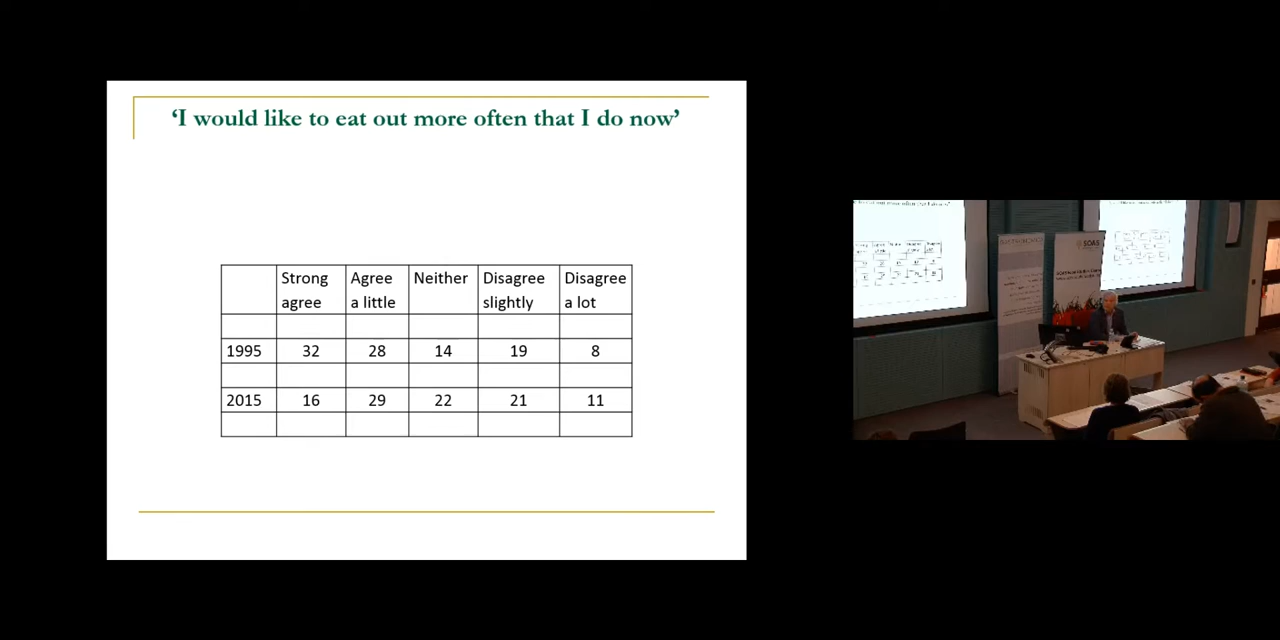 ‘I would like to eat out more often that I do now’
Strong agree Agree a little Neither Disagree slightly Disagree a lot
1995 32 28 14 19 8
2015 16 29 22 21 11
SOAS